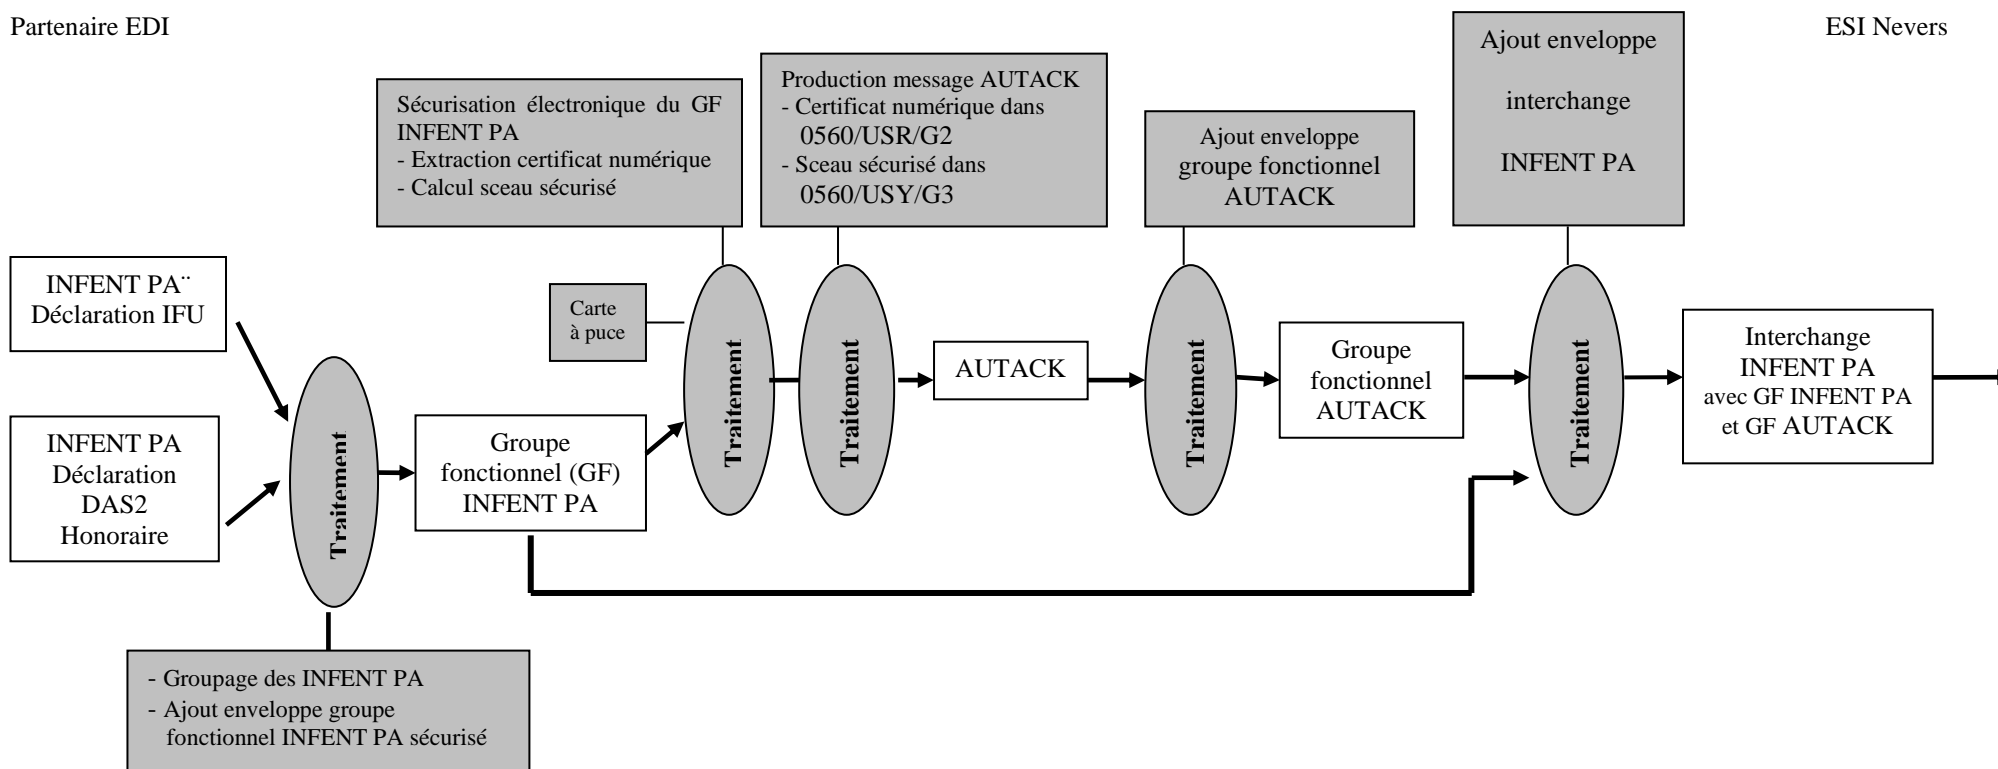 Partenaire EDI
ESI Nevers
Sécurisation électronique du GF
INFENT PA
- Extraction certificat numérique
- Calcul sceau sécurisé
Production message AUTACK
- Certificat numérique dans
0560/USR/G2
- Sceau sécurisé dans
0560/USY/G3
Ajout enveloppe
groupe fonctionnel
AUTACK
Ajout enveloppe
interchange
INFENT PA
INFENT PA¨
Déclaration IFU
INFENT PA
Déclaration
DAS2
Honoraire
Traitement
Groupe
fonctionnel (GF)
INFENT PA
Carte
à puce
Traitement
Traitement
AUTACK
Traitement
Groupe
fonctionnel
AUTACK
Traitement
Interchange
INFENT PA
avec GF INFENT PA
et GF AUTACK
- Groupage des INFENT PA
- Ajout enveloppe groupe
fonctionnel INFENT PA sécurisé